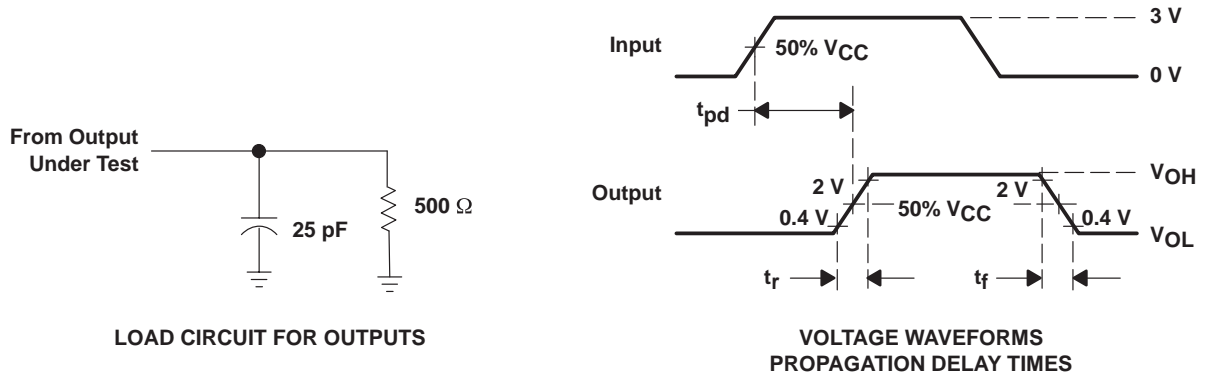 From Output
Under Test
25 pF
500 Ω
LOAD CIRCUIT FOR OUTPUTS
Input
50% VCC
3 V
0 V
tpd
Output
2 V
0.4 V
50% VCC
2 V
0.4 V
VOH
VOL
tr
tf
VOLTAGE WAVEFORMS
PROPAGATION DELAY TIMES